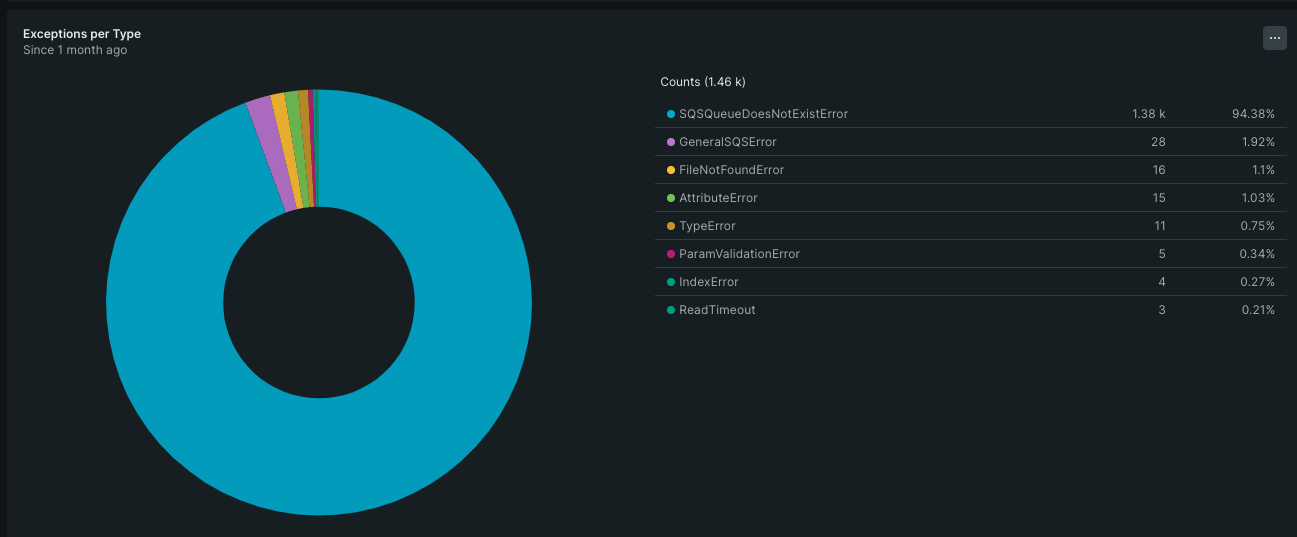 Exceptions per Type
Since 1 month ago
...
Counts (1.46 k)
SQSQueueDoesNotExistError 1.38 k 94.38%
GeneralSQSError 28 1.92%
FileNotFoundError 16 1.1%
AttributeError 15 1.03%
TypeError 11 0.75%
ParamValidationError 5 0.34%
IndexError 4 0.27%
ReadTimeout 3 0.21%